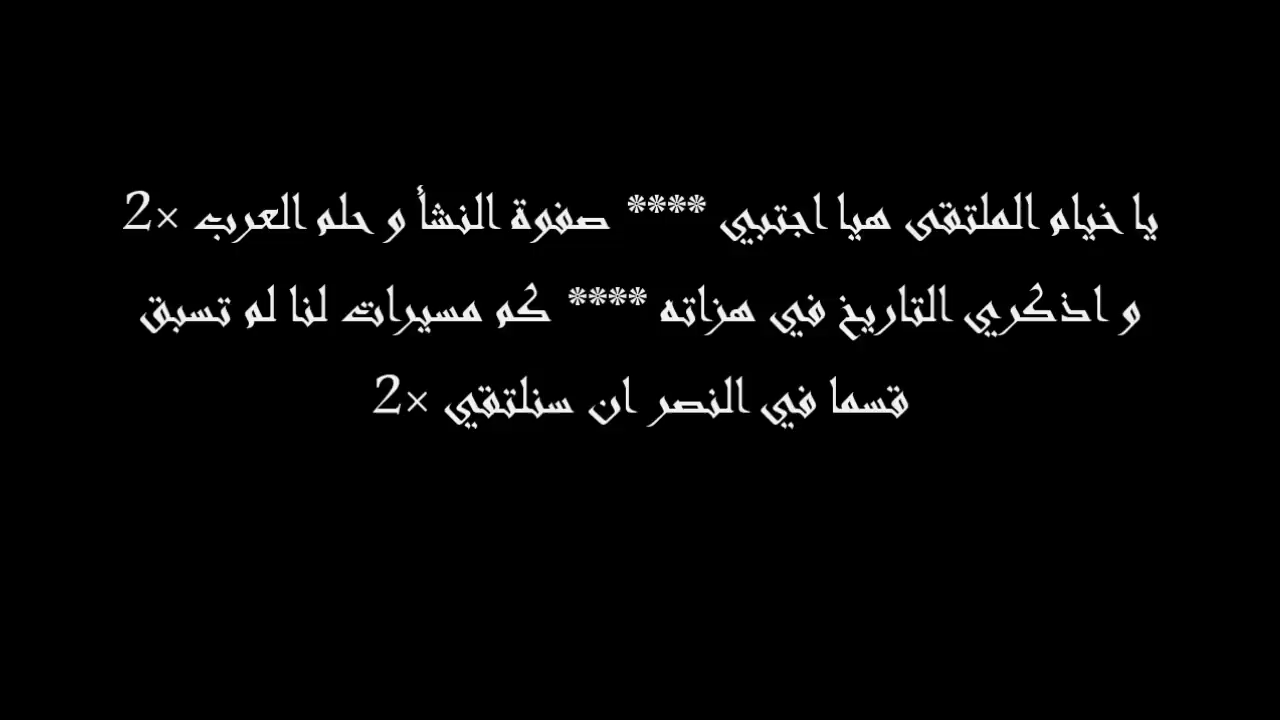 يا خيام الملتقى هيا اجتبي **** صفوة النشأ و حلم العرب ×2
و اذكري التاريخ في هزاته **** كم مسيرات لنا لم تسبق
قسما في النصر ان سنلتقي ×2